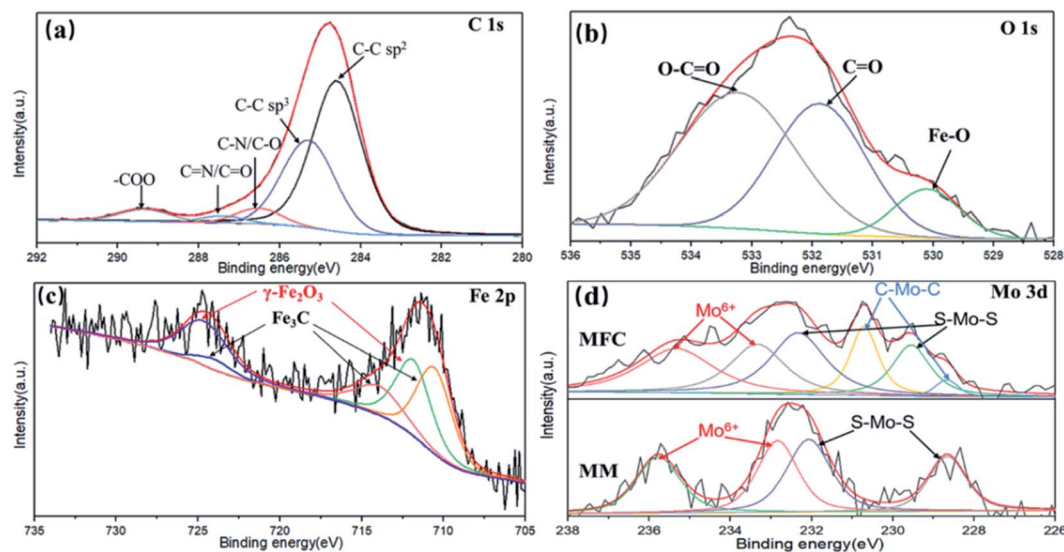 (a)
C 1s
C-C sp²
C-C sp³
C-N/C-O
C=N/C=O
-COO
Intensity(a.u.)
292 290 288 286 284 282 280
Binding energy(eV)
(b)
O 1s
O-C=O
C=O
Fe-O
Intensity(a.u.)
536 535 534 533 532 531 530 529 528
Binding energy(eV)
(c)
Fe 2p
γ-Fe₂O₃
Fe₃C
Intensity(a.u.)
734 730 725 720 715 710 705
Binding energy(eV)
(d)
Mo 3d
C-Mo-C
Mo⁶⁺
S-Mo-S
MFC
Mo⁶⁺
S-Mo-S
MM
Intensity(a.u.)
238 236 234 232 230 228 226
Binding energy(eV)